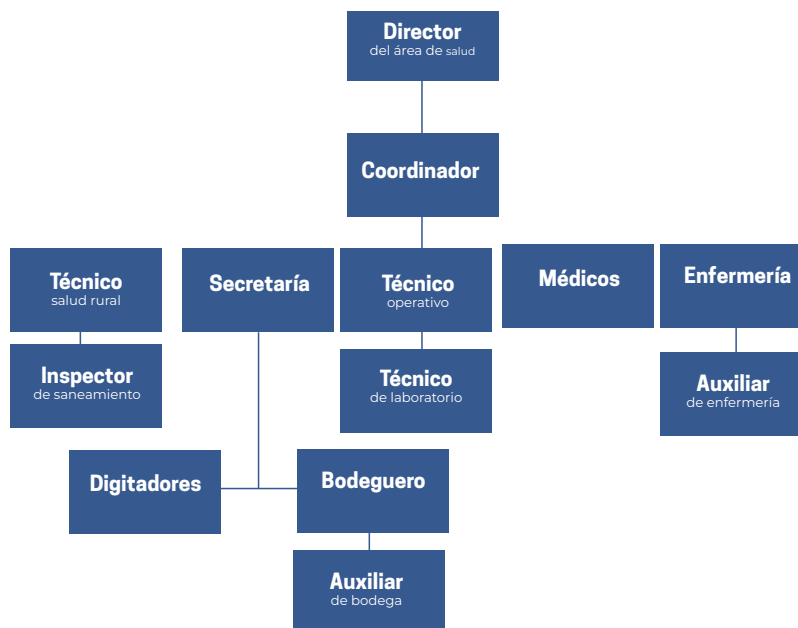 Director
del área de salud
Coordinador
Técnico
salud rural
Secretaría
Técnico
operativo
Médicos
Enfermería
Inspector
de saneamiento
Técnico
de laboratorio
Auxiliar
de enfermería
Digitadores
Bodeguero
Auxiliar
de bodega